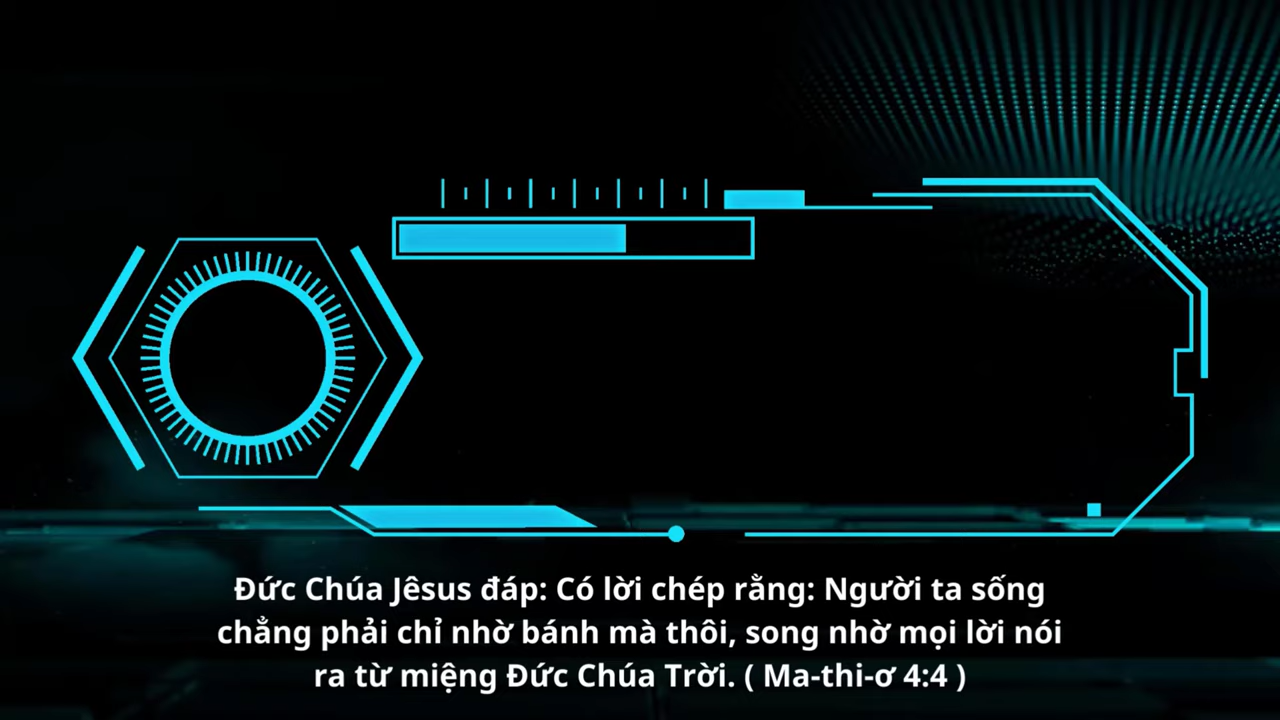 Đức Chúa Jêsus đáp: Có lời chép rằng: Người ta sống
chẳng phải chỉ nhờ bánh mà thôi, song nhờ mọi lời nói
ra từ miệng Đức Chúa Trời. ( Ma-thi-ơ 4:4 )